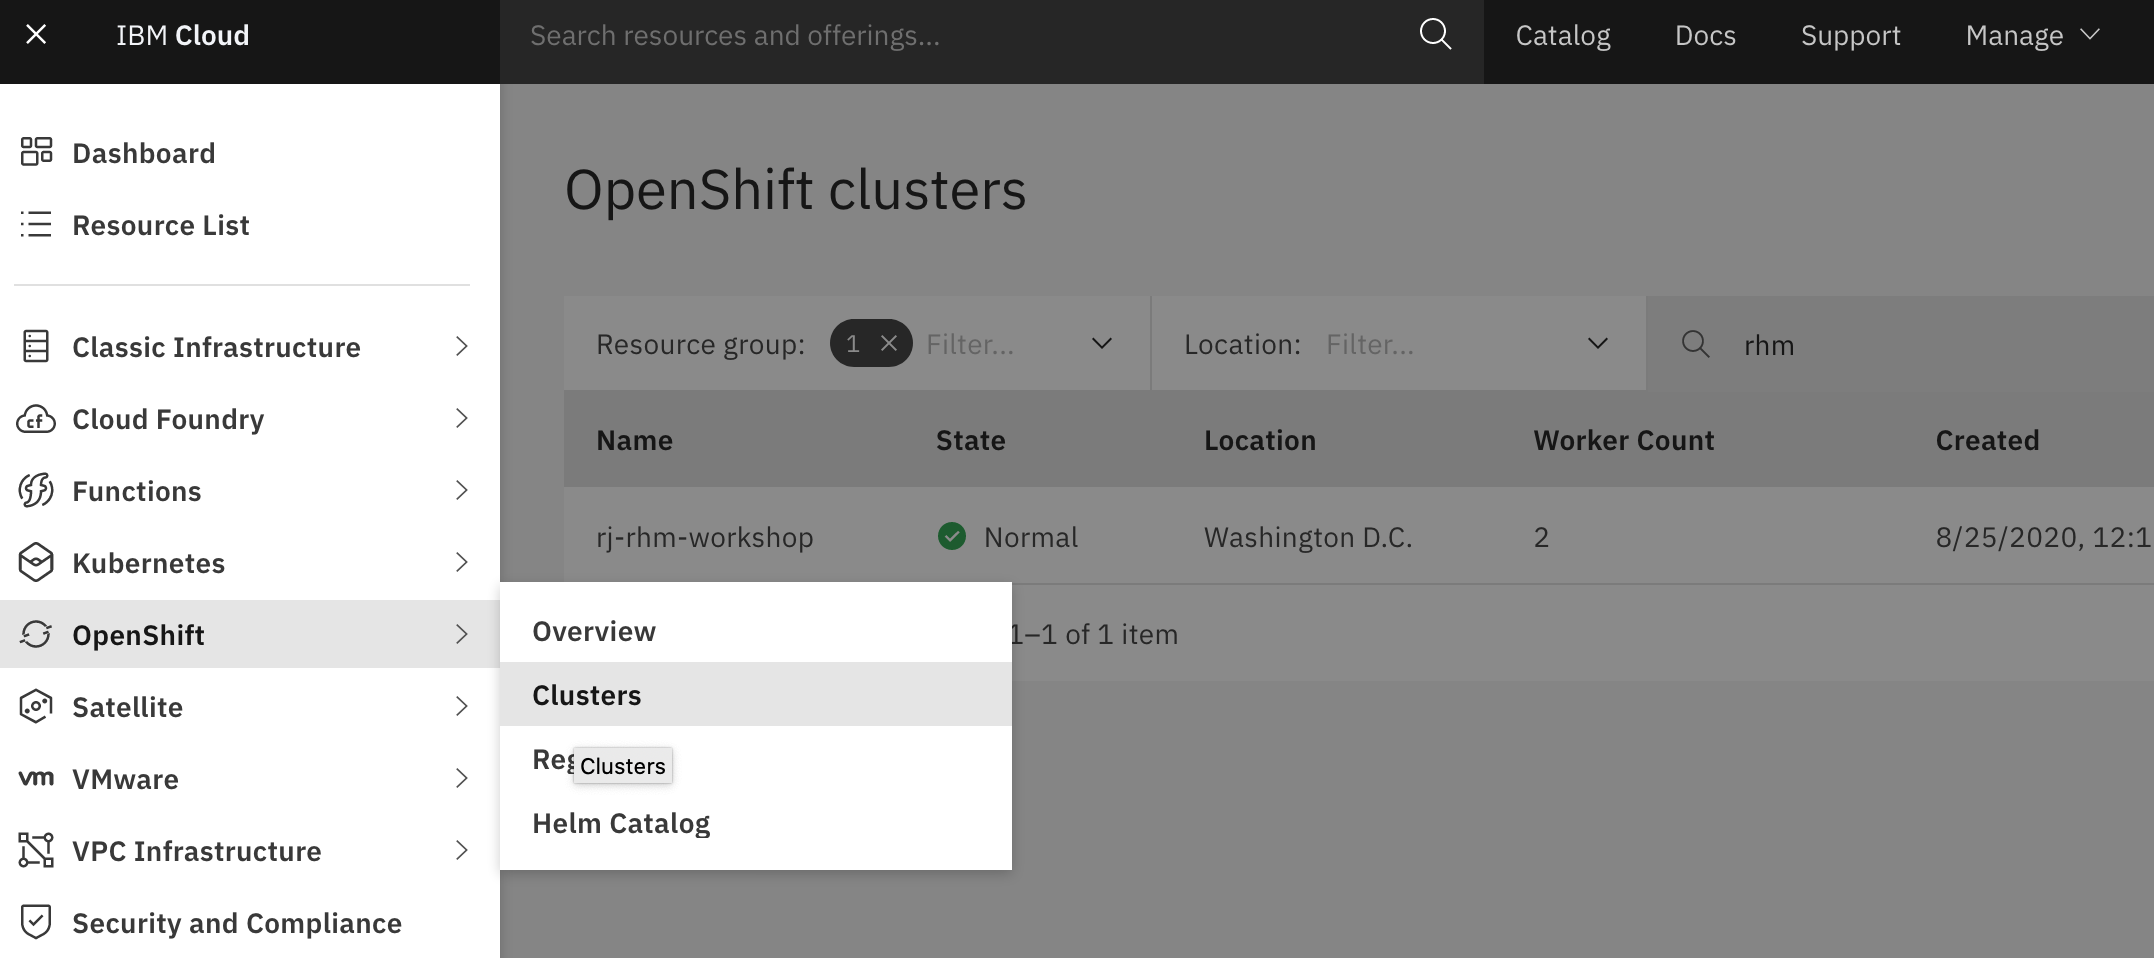 IBM Cloud
Search resources and offerings...
Catalog
Docs
Support
Manage
Dashboard
Resource List
Classic Infrastructure
Cloud Foundry
Functions
Kubernetes
OpenShift
Satellite
VMware
VPC Infrastructure
Security and Compliance
Overview
Clusters
Clusters
Helm Catalog
OpenShift clusters
Resource group: 1 Filter...
Location: Filter...
rhm
Name State Location Worker Count Created
rj-rhm-workshop Normal Washington D.C. 2 8/25/2020, 12:1
1–1 of 1 item